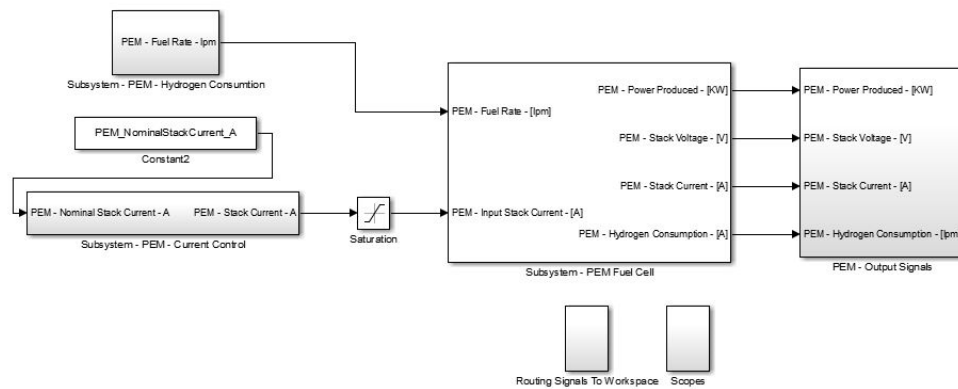 PEM - Fuel Rate - lpm
Subsystem - PEM - Hydrogen Consumtion
PEM_NominalStackCurrent_A
Constant2
PEM - Nominal Stack Current - A
PEM - Stack Current - A
Subsystem - PEM - Current Control
Saturation
PEM - Fuel Rate - [lpm]
PEM - Input Stack Current - [A]
PEM - Power Produced - [KW]
PEM - Stack Voltage - [V]
PEM - Stack Current - [A]
PEM - Hydrogen Consumption - [A]
Subsystem - PEM Fuel Cell
PEM - Power Produced - [KW]
PEM - Stack Voltage - [V]
PEM - Stack Current - [A]
PEM - Hydrogen Consumption - [lpm
PEM - Output Signals
Routing Signals To Workspace
Scopes